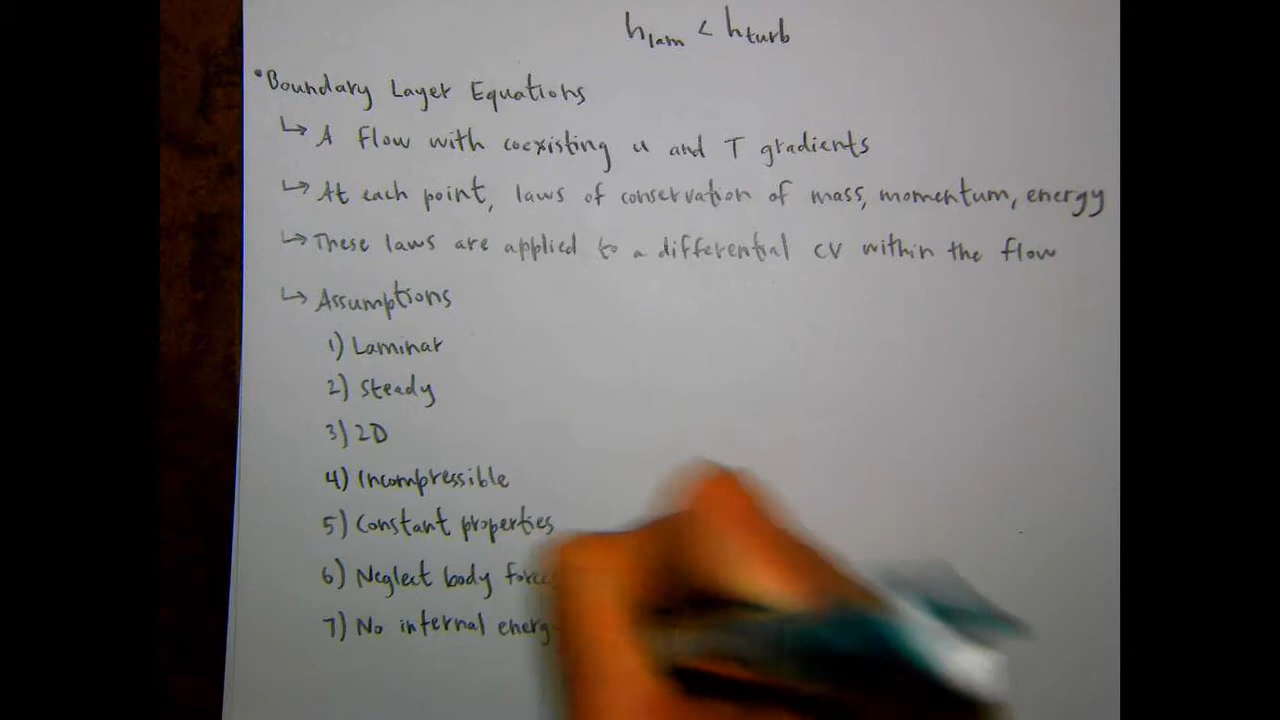 h lam < h turb
•Boundary Layer Equations
↳ A flow with coexisting u and T gradients
↳ At each point, laws of conservation of mass, momentum, energy
↳ These laws are applied to a differential CV within the flow
↳ Assumptions
1) Laminar
2) Steady
3) 2D
4) Incompressible
5) Constant properties
6) Neglect body
7) No internal